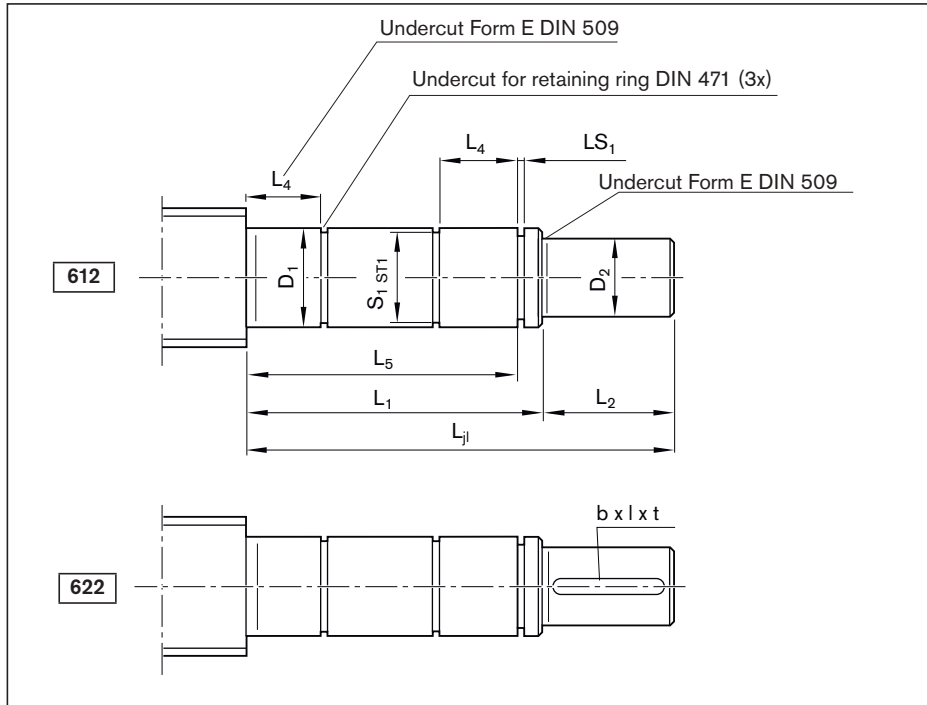 Undercut Form E DIN 509
Undercut for retaining ring DIN 471 (3x)
L4 LS1
L4
Undercut Form E DIN 509
612
D1
S1 ST1
D2
L5
L1
L2
Ljl
b x l x t
622